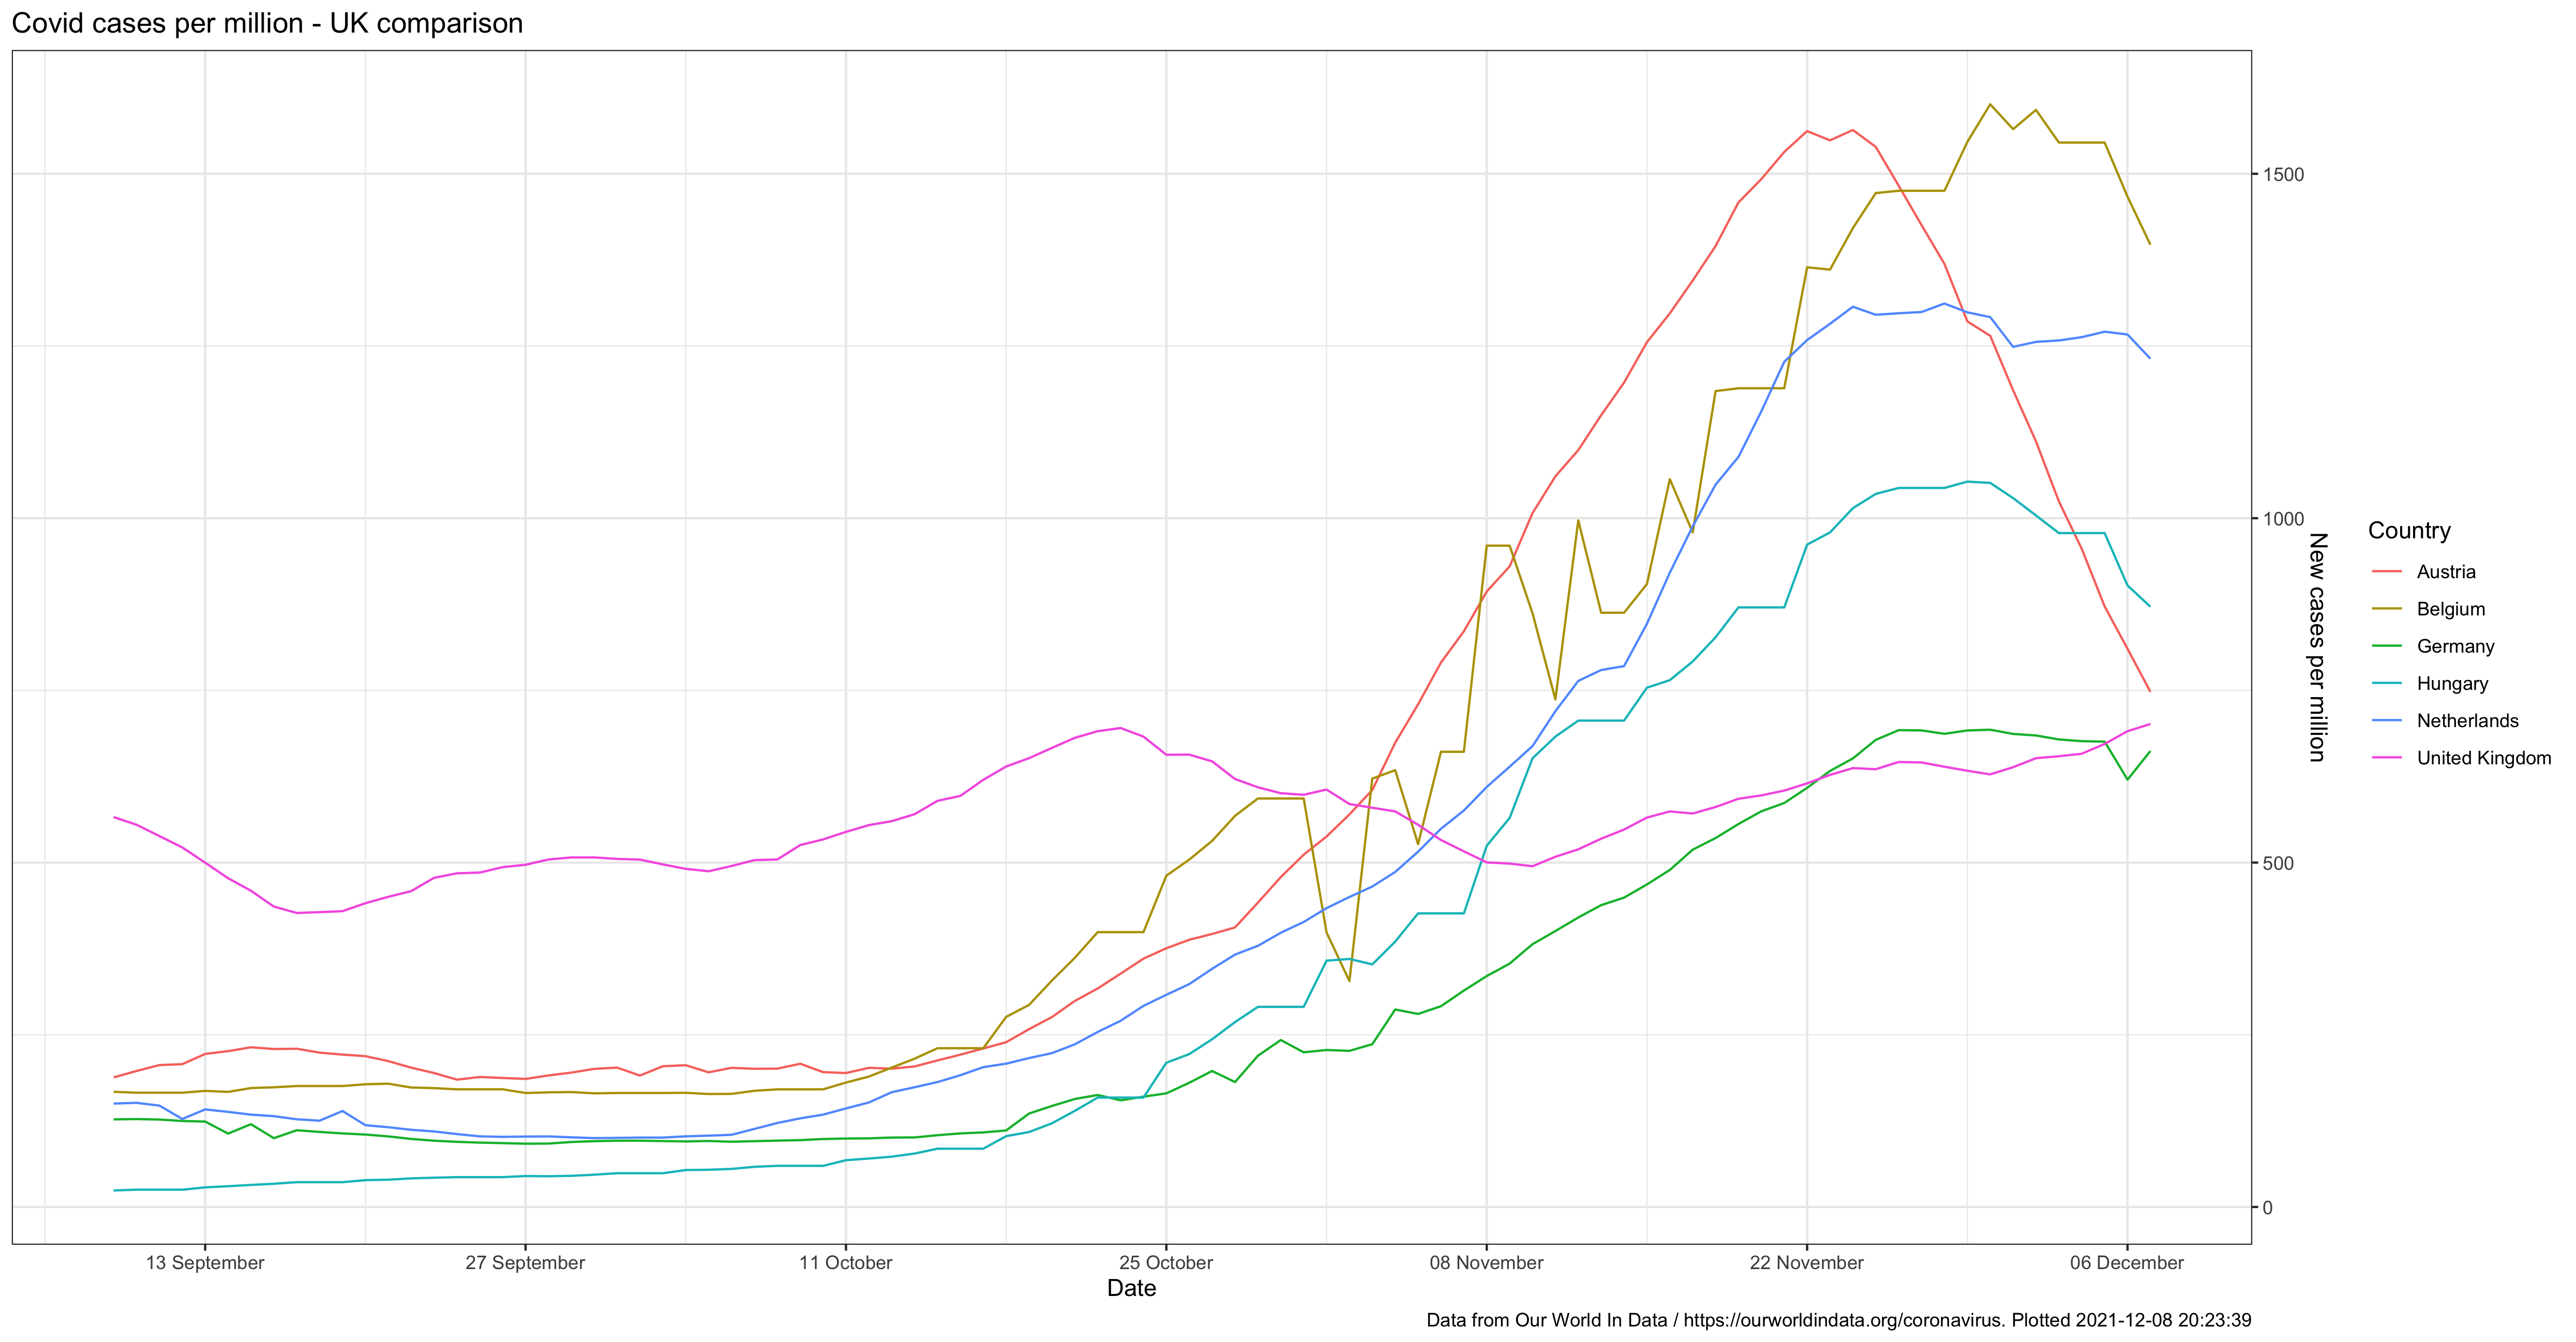 Covid cases per million - UK comparison
1500
1000
500
0
New cases per million
13 September
27 September
11 October
25 October
08 November
22 November
06 December
Date
Country
Austria
Belgium
Germany
Hungary
Netherlands
United Kingdom
Data from Our World In Data / https://ourworldindata.org/coronavirus. Plotted 2021-12-08 20:23:39